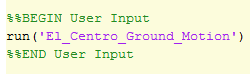 %%BEGIN User Input
run('El_Centro_Ground_Motion')
%%END User Input